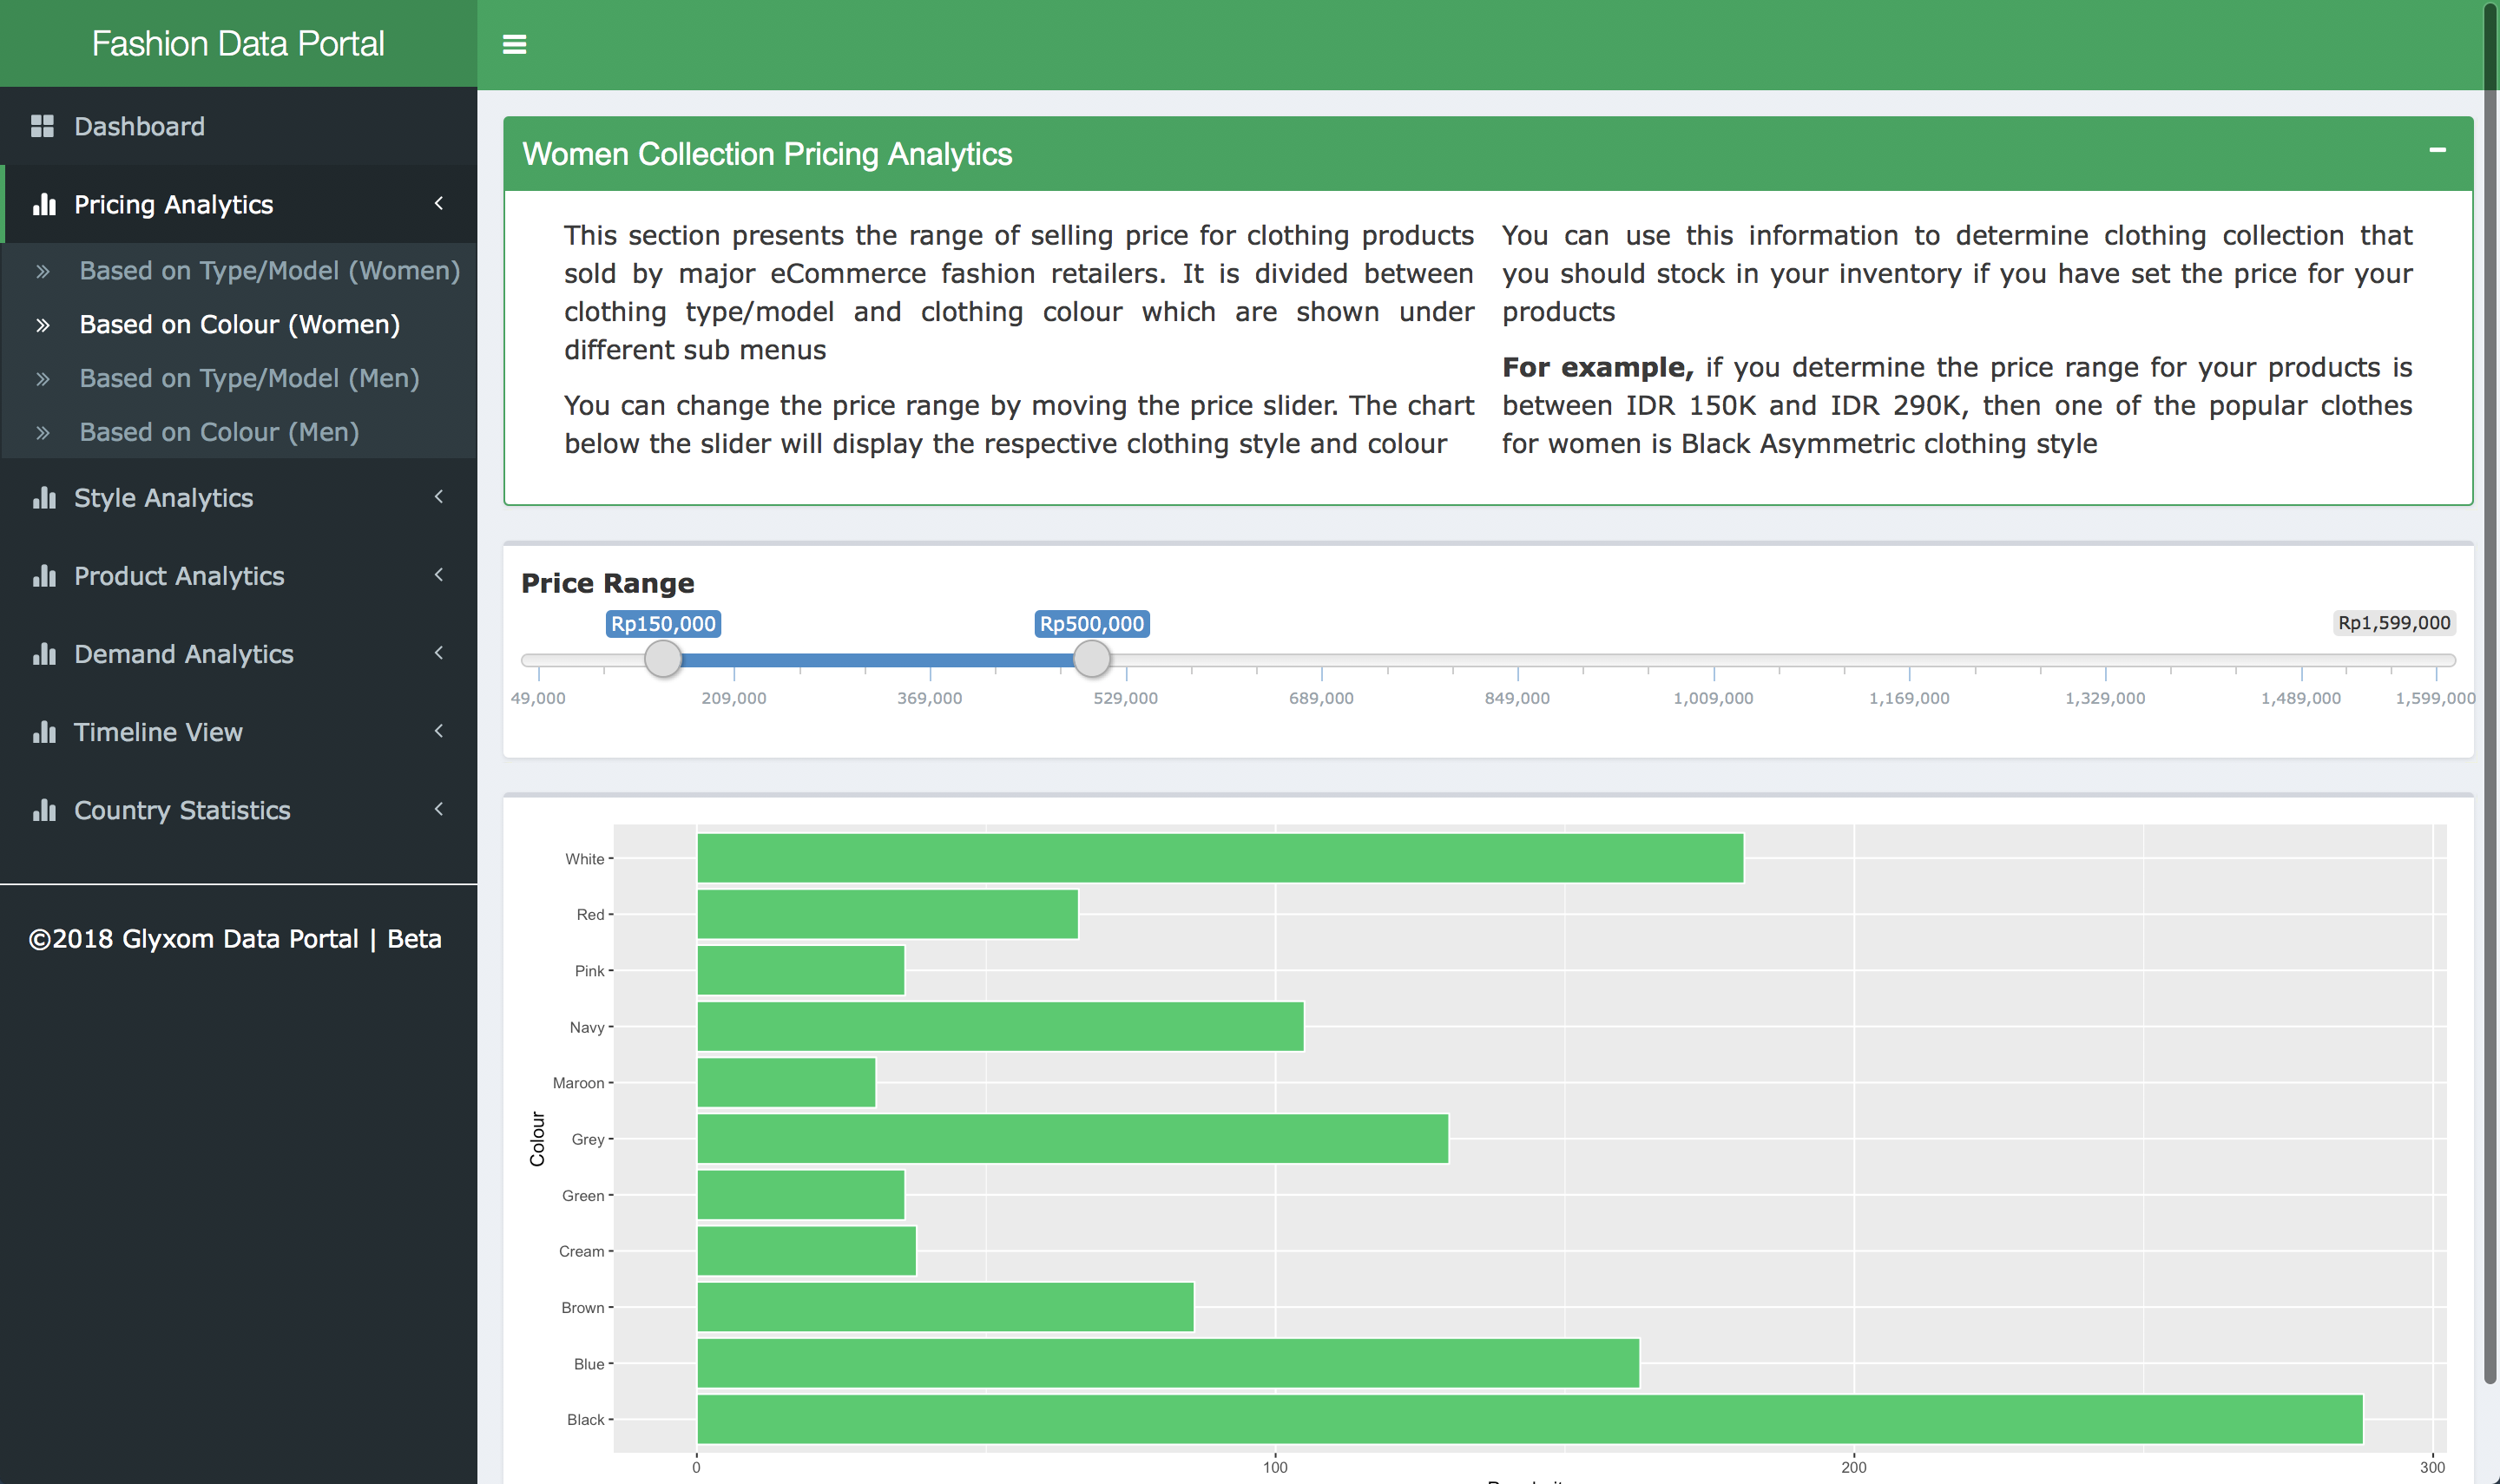 Fashion Data Portal
Dashboard
Pricing Analytics
Based on Type/Model (Women)
Based on Colour (Women)
Based on Type/Model (Men)
Based on Colour (Men)
Style Analytics
Product Analytics
Demand Analytics
Timeline View
Country Statistics
©2018 Glyxom Data Portal | Beta
Women Collection Pricing Analytics
This section presents the range of selling price for clothing products
sold by major eCommerce fashion retailers. It is divided between
clothing type/model and clothing colour which are shown under
different sub menus
You can change the price range by moving the price slider. The chart
below the slider will display the respective clothing style and colour
You can use this information to determine clothing collection that
you should stock in your inventory if you have set the price for your
products
For example, if you determine the price range for your products is
between IDR 150K and IDR 290K, then one of the popular clothes
for women is Black Asymmetric clothing style
Price Range
Rp150,000 Rp500,000 Rp1,599,000
49,000 209,000 369,000 529,000 689,000 849,000 1,009,000 1,169,000 1,329,000 1,489,000 1,599,000
Colour
White
Red
Pink
Navy
Maroon
Grey
Green
Cream
Brown
Blue
Black
0 100 200 300